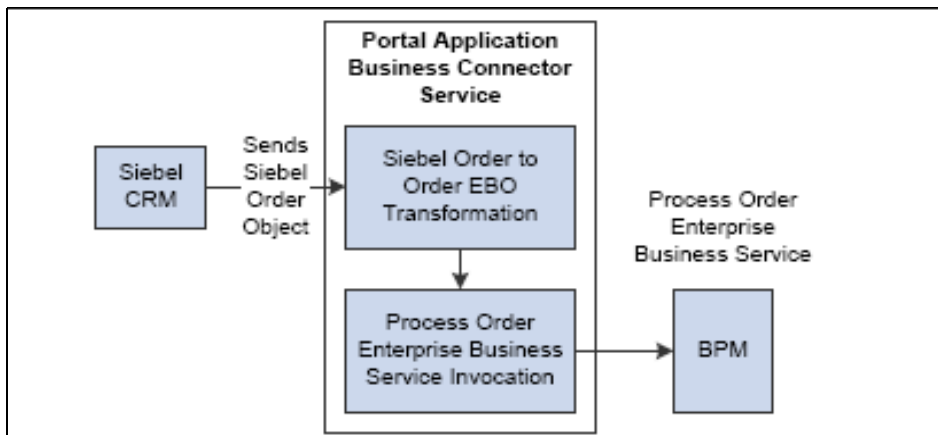 Portal Application
Business Connector
Service
Siebel
CRM
Sends
Siebel
Order
Object
Siebel Order to
Order EBO
Transformation
Process Order
Enterprise Business
Service Invocation
Process Order
Enterprise
Business Service
BPM